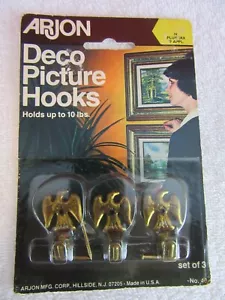 ARJON
Deco
Picture
Hooks
Holds up to 10 lbs.
set of 3
ARJON MFG. CORP., HILLSIDE, N.J. 07205 - Made in U.S.A.
No.